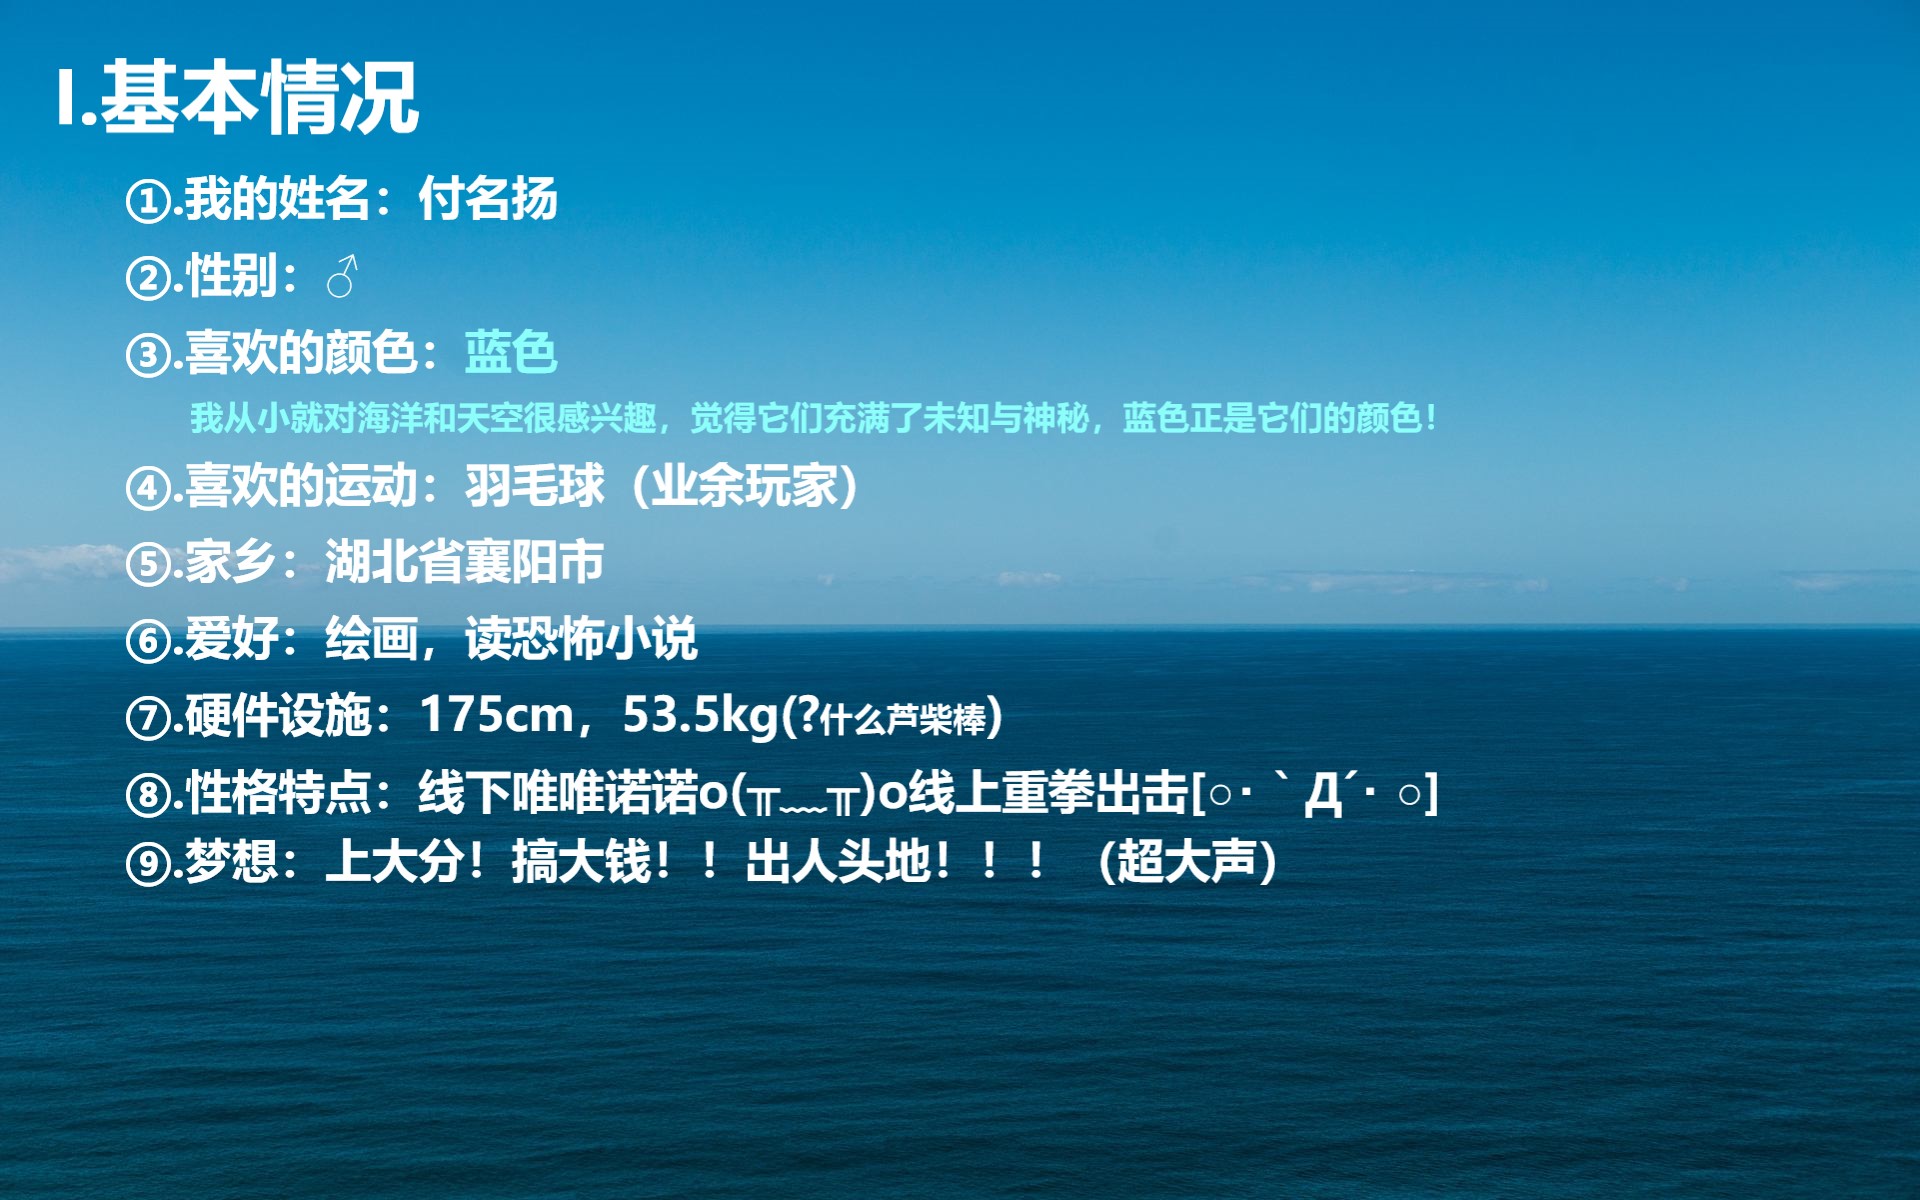 I.基本情况
①.我的姓名：付名扬
②.性别：♂
③.喜欢的颜色：蓝色
我从小就对海洋和天空很感兴趣，觉得它们充满了未知与神秘，蓝色正是它们的颜色！
④.喜欢的运动：羽毛球（业余玩家）
⑤.家乡：湖北省襄阳市
⑥.爱好：绘画，读恐怖小说
⑦.硬件设施：175cm，53.5kg(?什么芦柴棒)
⑧.性格特点：线下唯唯诺诺o(╥﹏╥)o线上重拳出击[○･｀Д´･ ○]
⑨.梦想：上大分！搞大钱！！出人头地！！！（超大声）